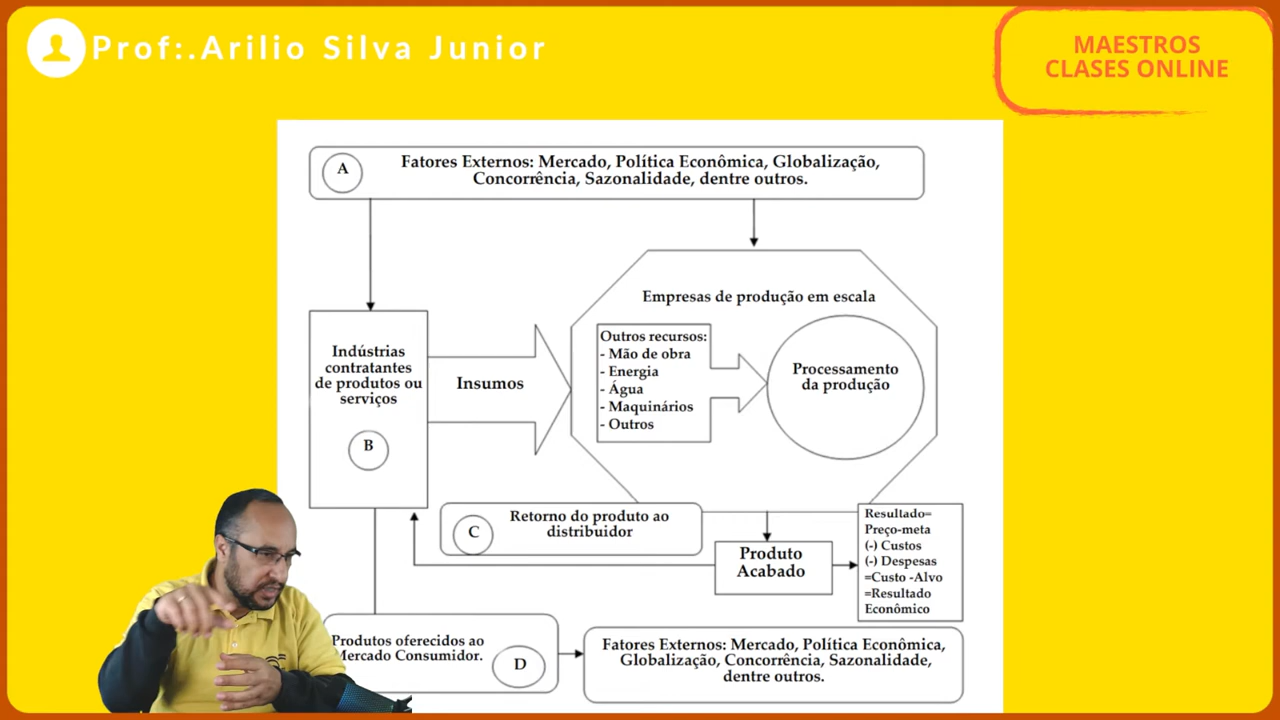 Prof:.Arilio Silva Junior
MAESTROS
CLASES ONLINE
A
Fatores Externos: Mercado, Política Econômica, Globalização,
Concorrência, Sazonalidade, dentre outros.
Empresas de produção em escala
Indústrias
contratantes
de produtos ou
serviços
B
Insumos
Outros recursos:
- Mão de obra
- Energia
- Água
- Maquinários
- Outros
Processamento
da produção
C
Retorno do produto ao
distribuidor
Produto
Acabado
Resultado=
Preço-meta
(-) Custos
(-) Despesas
=Custo -Alvo
=Resultado
Econômico
Produtos oferecidos ao
Mercado Consumidor.
D
Fatores Externos: Mercado, Política Econômica,
Globalização, Concorrência, Sazonalidade,
dentre outros.